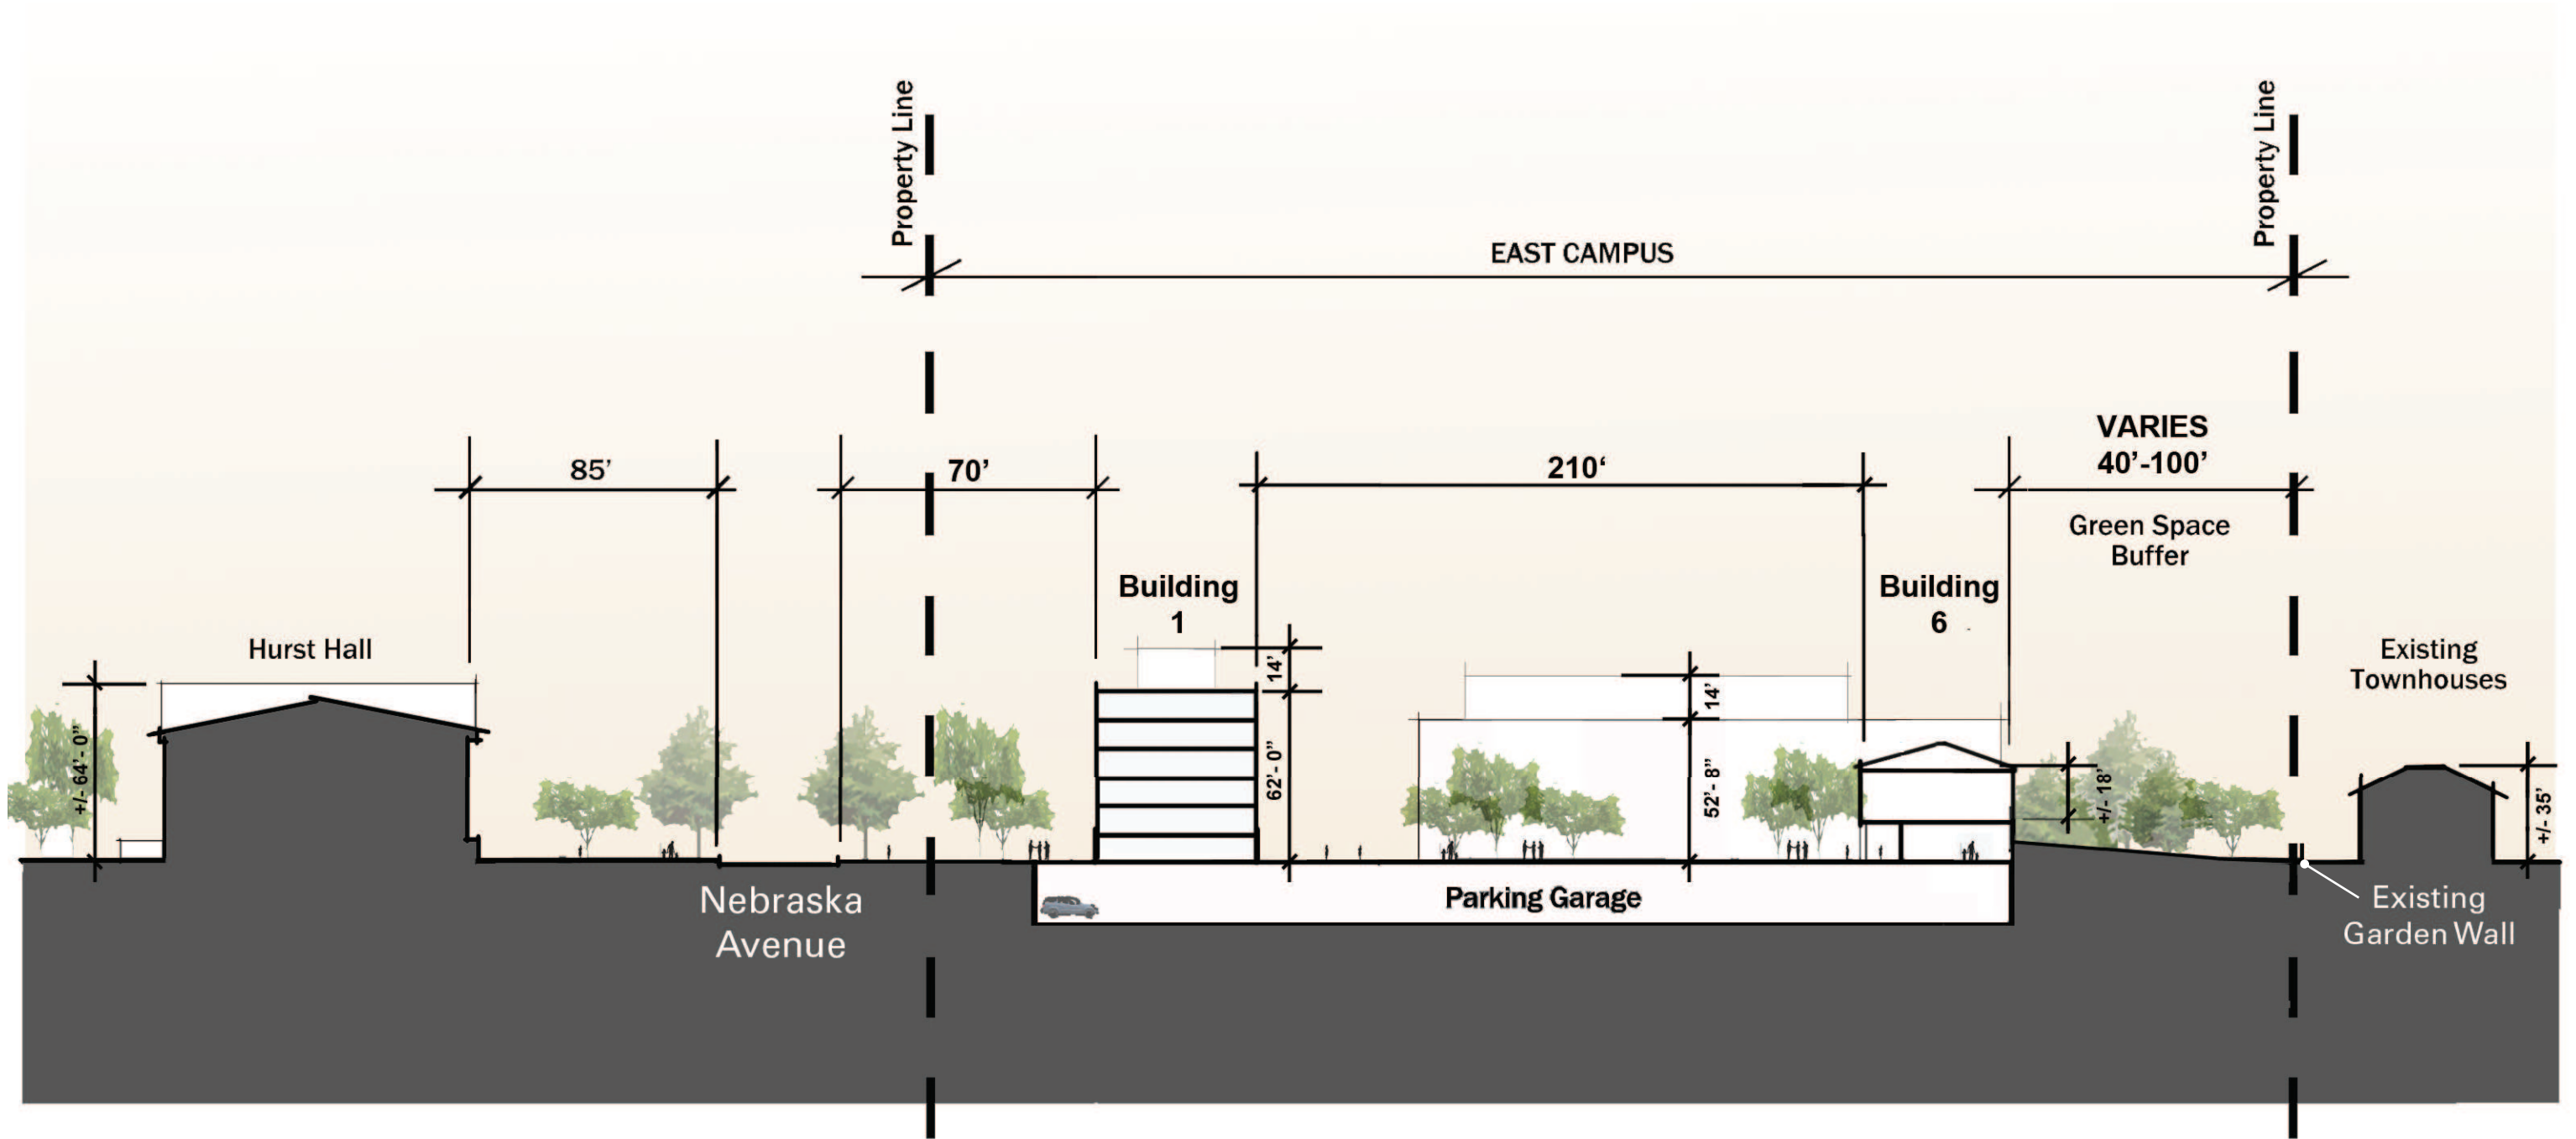 Property Line
Property Line
EAST CAMPUS
85’
70’
210‘
VARIES
40’-100’
Green Space
Buffer
Building
1
Building
6
Hurst Hall
Existing
Townhouses
+/- 64’- 0”
14’
62’- 0”
14’
52’- 8”
+/- 18’
+/- 35’
Nebraska
Avenue
Parking Garage
Existing
Garden Wall